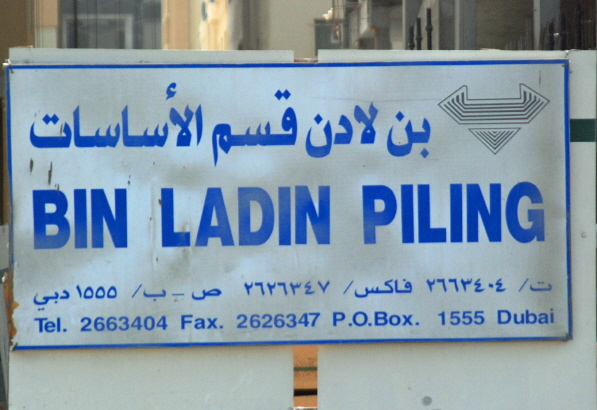 بن لادن قسم الأساسات
BIN LADIN PILING
ت/ ٢٦٦٣٤٠٤ فاكس/ ٢٦٢٦٣٤٧ ص - ب/ ١٥٥٥ دبي
Tel. 2663404 Fax. 2626347 P.O.Box. 1555 Dubai